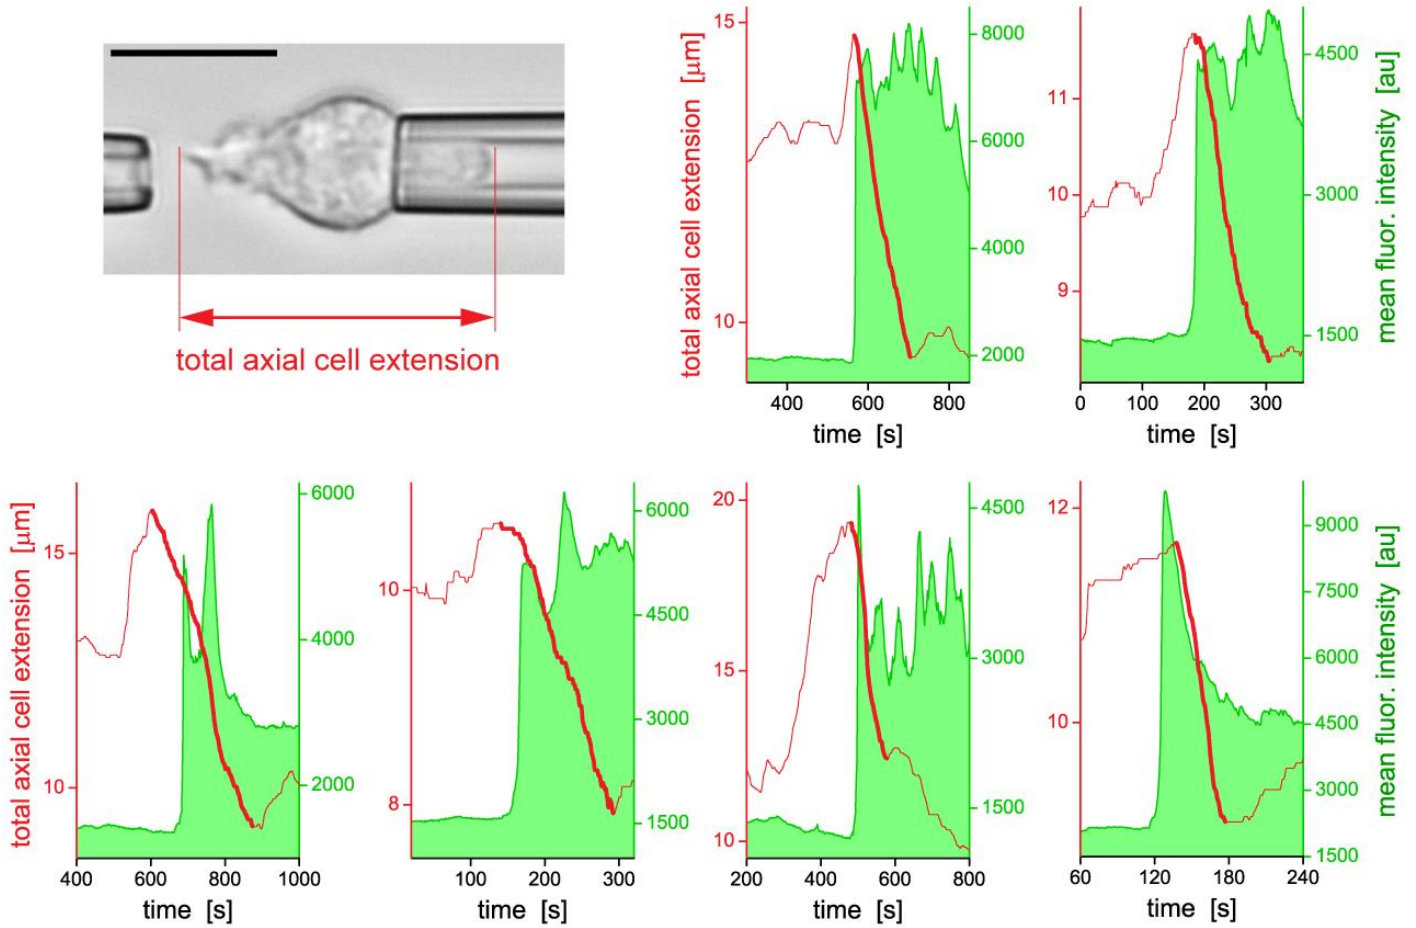 total axial cell extension
total axial cell extension [µm]
15
10
8000
6000
4000
2000
400 600 800
time [s]
11
10
9
4500
3000
1500
mean fluor. intensity [au]
0 100 200 300
time [s]
total axial cell extension [µm]
15
10
6000
4000
2000
400 600 800 1000
time [s]
10
8
6000
4500
3000
1500
100 200 300
time [s]
20
15
10
4500
3000
1500
200 400 600 800
time [s]
12
10
9000
7500
6000
4500
3000
1500
mean fluor. intensity [au]
60 120 180 240
time [s]